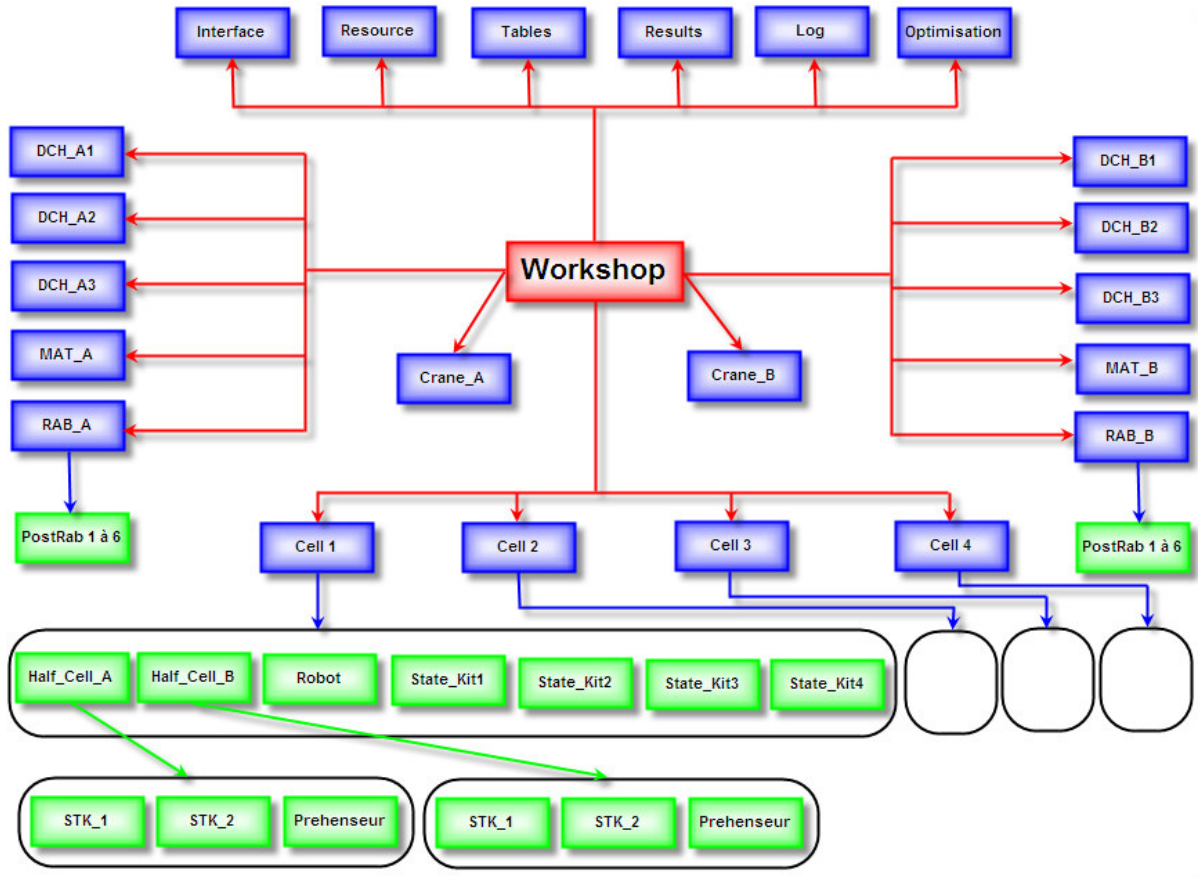 Interface
Resource
Tables
Results
Log
Optimisation
DCH_A1
DCH_A2
DCH_A3
MAT_A
RAB_A
PostRab 1 à 6
Workshop
Crane_A
Crane_B
DCH_B1
DCH_B2
DCH_B3
MAT_B
RAB_B
PostRab 1 à 6
Cell 1
Cell 2
Cell 3
Cell 4
Half_Cell_A
Half_Cell_B
Robot
State_Kit1
State_Kit2
State_Kit3
State_Kit4
STK_1
STK_2
Prehenseur
STK_1
STK_2
Prehenseur